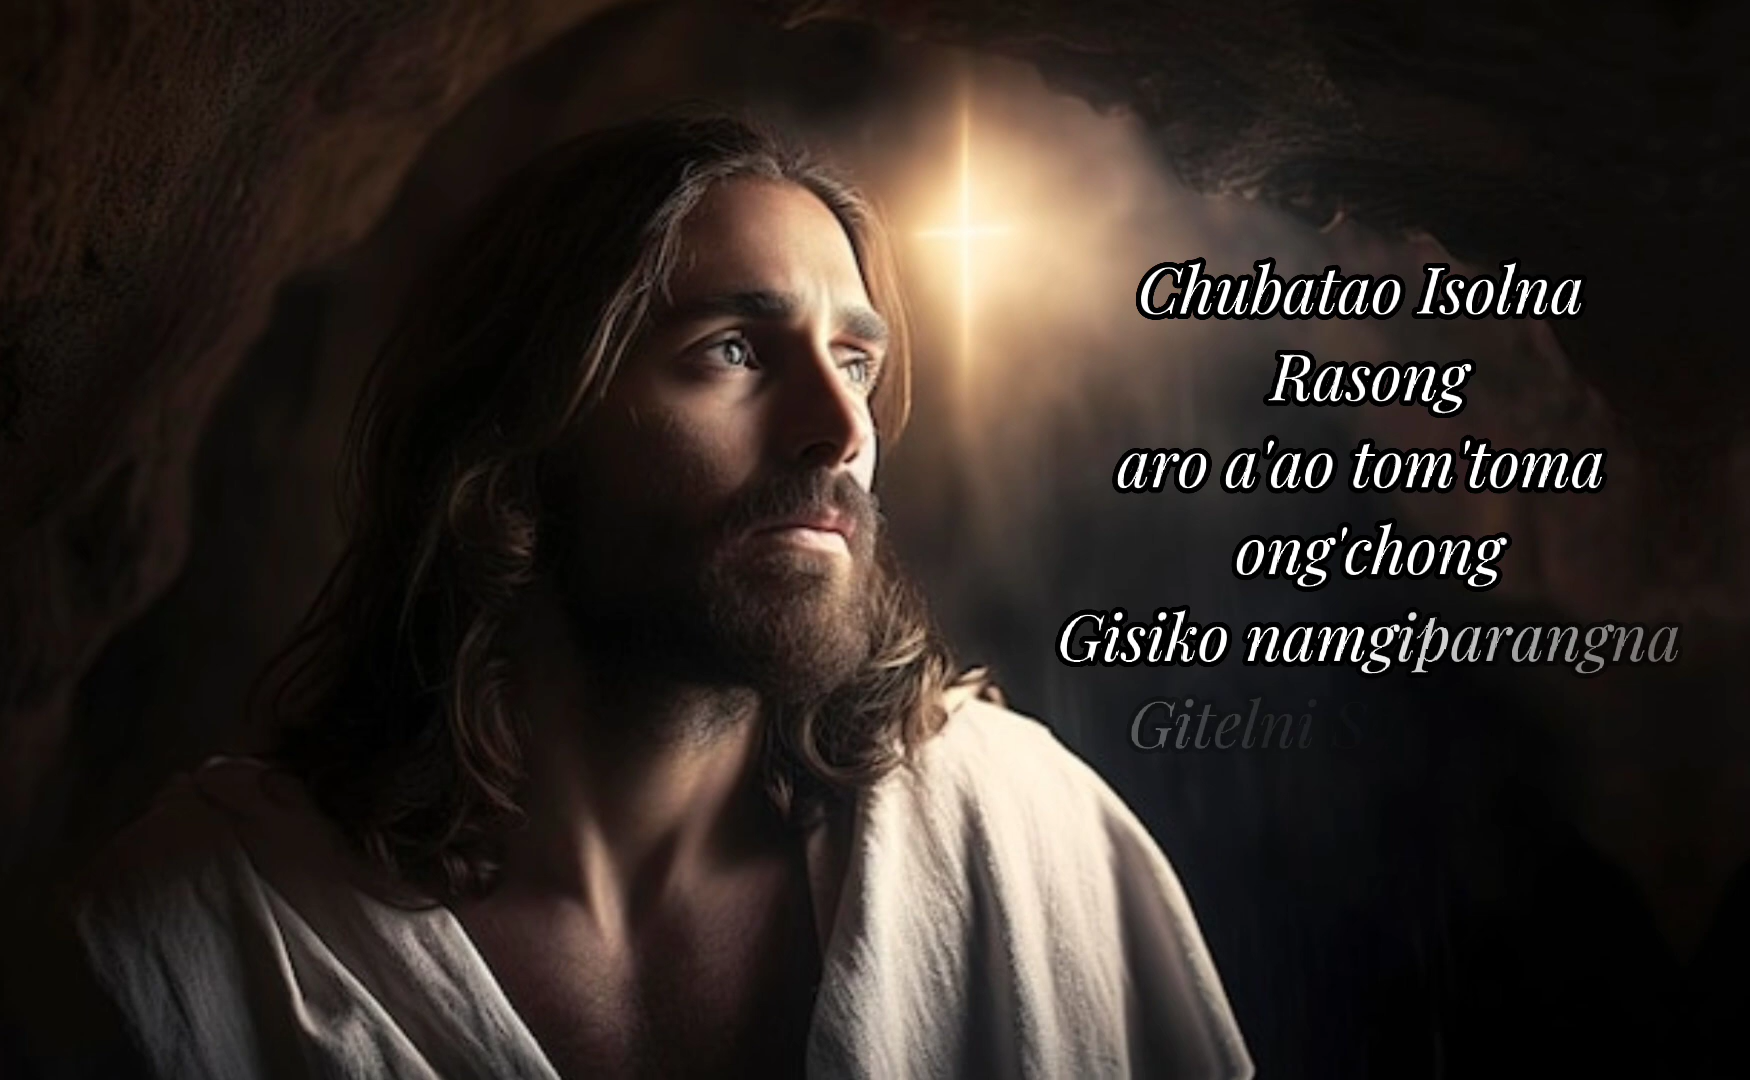 Chubatao Isolna
Rasong
aro a'ao tom'toma
ong'chong
Gisiko namgiparangna
Gitelni